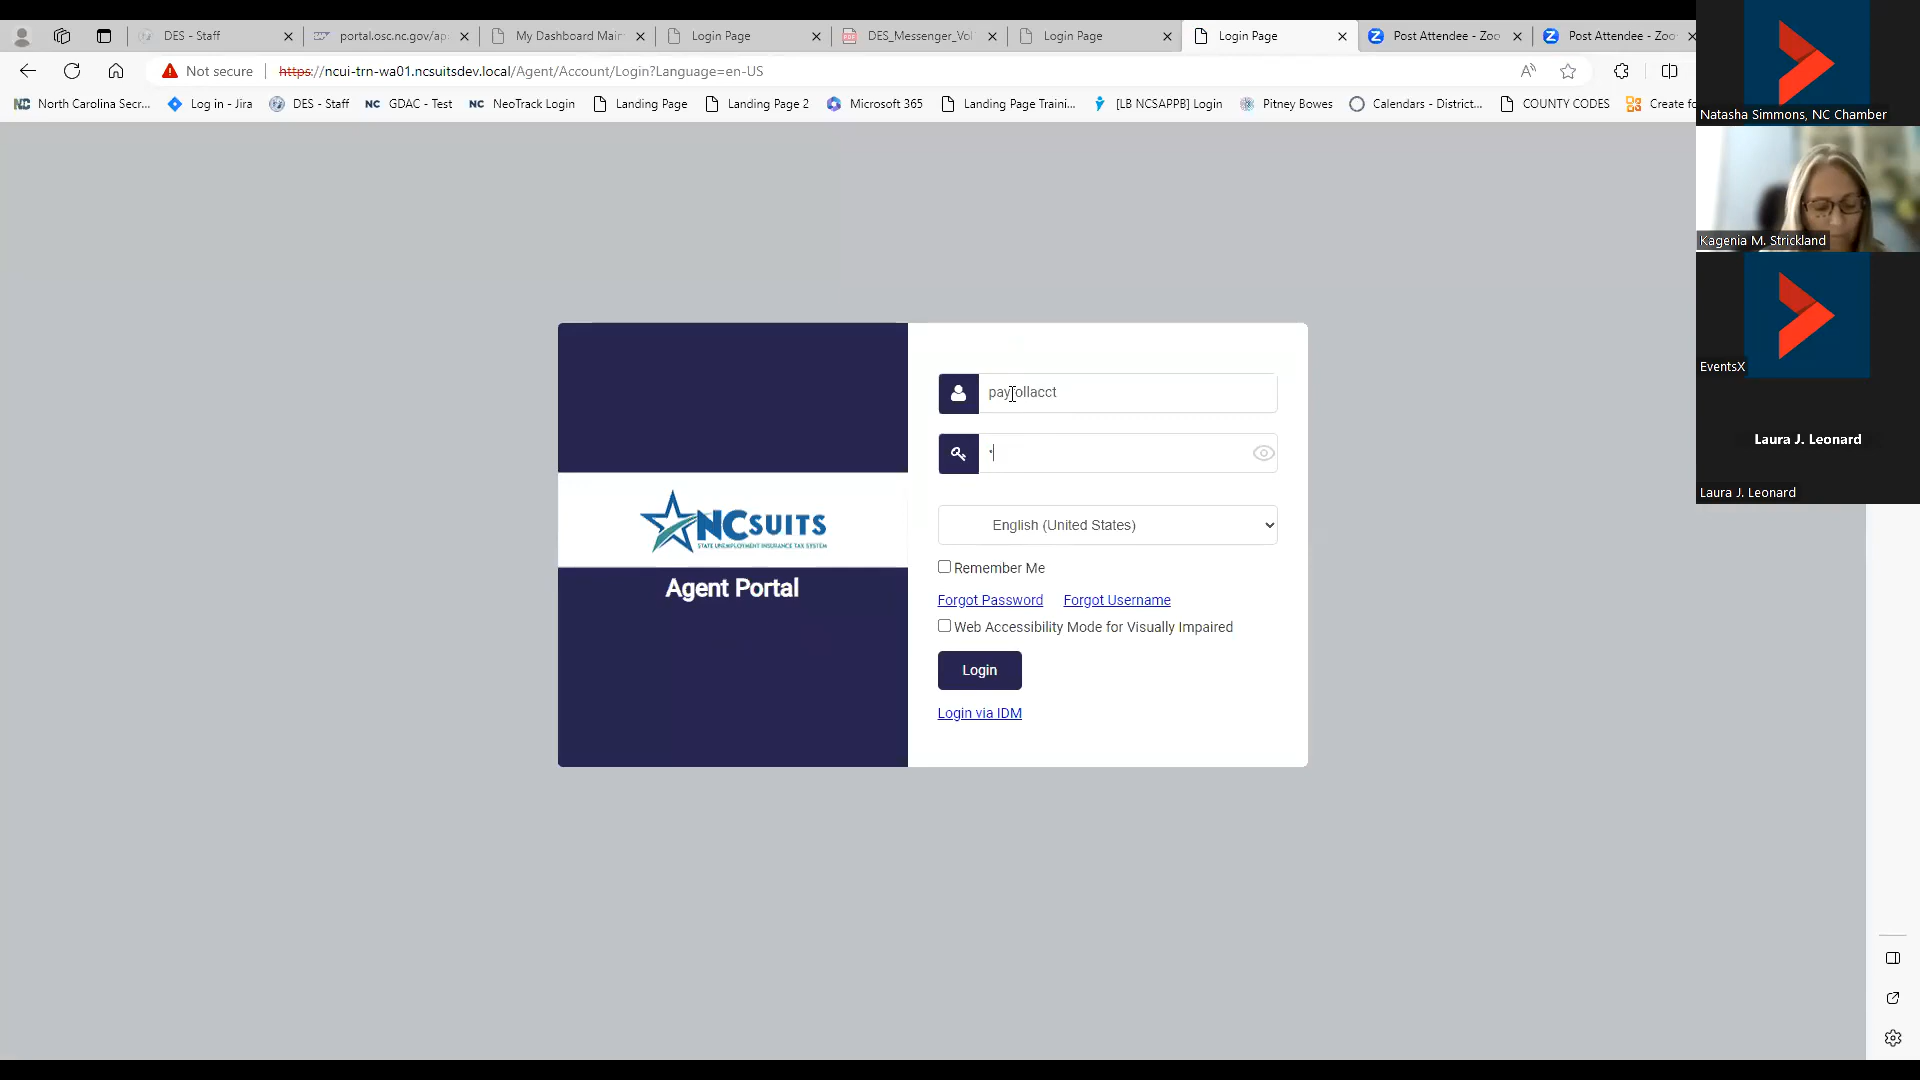 DES - Staff
portal.osc.nc.gov/ap
My Dashboard Main
Login Page
DES_Messenger_Vol
Login Page
Login Page
Post Attendee - Zoo
Post Attendee - Zoo
Not secure
https://ncui-trn-wa01.ncsuitsdev.local/Agent/Account/Login?Language=en-US
North Carolina Secr...
Log in - Jira
DES - Staff
NC GDAC - Test
NC NeoTrack Login
Landing Page
Landing Page 2
Microsoft 365
Landing Page Traini...
[LB NCSAPPB] Login
Pitney Bowes
Calendars - District...
COUNTY CODES
Create fo
Natasha Simmons, NC Chamber
Kagenia M. Strickland
EventsX
Laura J. Leonard
Laura J. Leonard
payrollacct
English (United States)
Remember Me
Forgot Password Forgot Username
Web Accessibility Mode for Visually Impaired
Login
Login via IDM
NCSUITS
STATE UNEMPLOYMENT INSURANCE TAX SYSTEM
Agent Portal